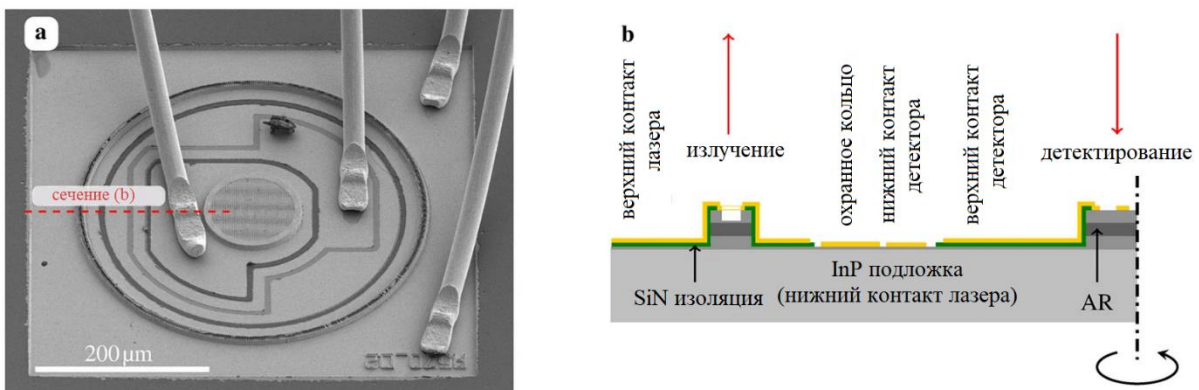 a
сечение (b)
200 µm
b
верхний контакт
лазера
излучение
охранное кольцо
нижний контакт
детектора
верхний контакт
детектора
детектирование
InP подложка
(нижний контакт лазера)
SiN изоляция
AR